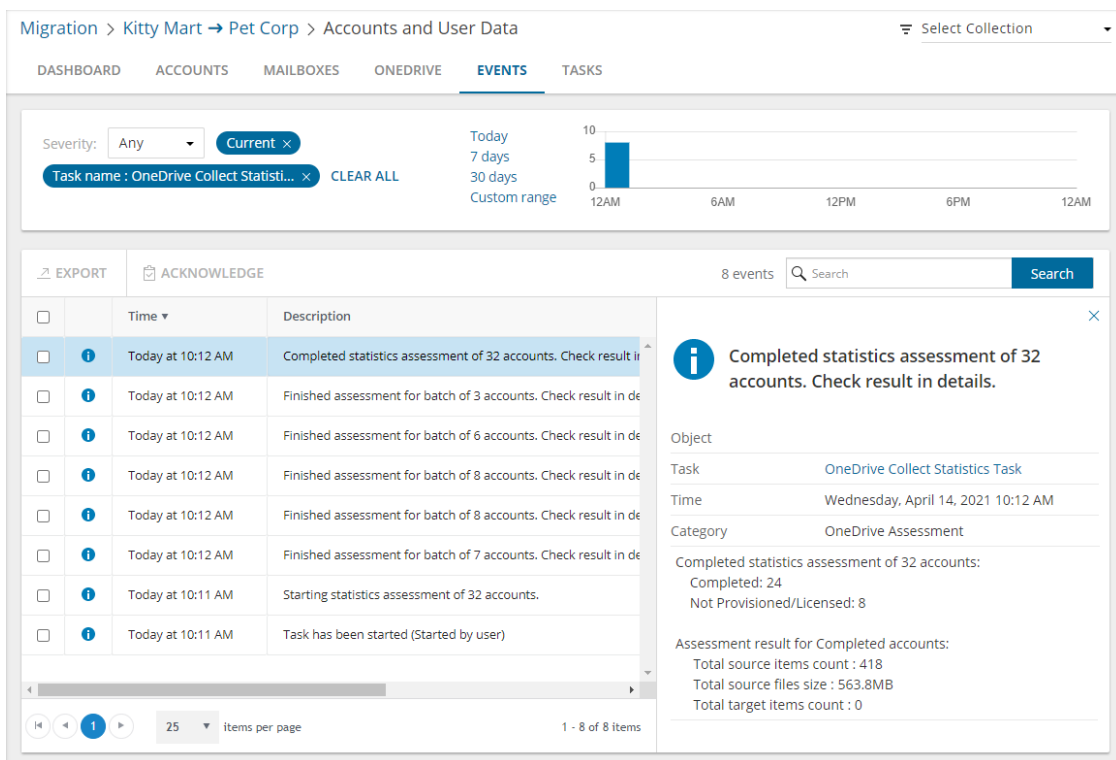 Migration > Kitty Mart → Pet Corp > Accounts and User Data
Select Collection
DASHBOARD ACCOUNTS MAILBOXES ONEDRIVE EVENTS TASKS
Severity: Any Current ×
Task name : OneDrive Collect Statisti... × CLEAR ALL
Today
7 days
30 days
Custom range
10
5
0
12AM 6AM 12PM 6PM 12AM
EXPORT ACKNOWLEDGE 8 events Search Search
Time ▾ Description
Today at 10:12 AM Completed statistics assessment of 32 accounts. Check result in
Today at 10:12 AM Finished assessment for batch of 3 accounts. Check result in de
Today at 10:12 AM Finished assessment for batch of 6 accounts. Check result in de
Today at 10:12 AM Finished assessment for batch of 8 accounts. Check result in de
Today at 10:12 AM Finished assessment for batch of 8 accounts. Check result in de
Today at 10:12 AM Finished assessment for batch of 7 accounts. Check result in de
Today at 10:11 AM Starting statistics assessment of 32 accounts.
Today at 10:11 AM Task has been started (Started by user)
1 25 items per page 1 - 8 of 8 items
×
Completed statistics assessment of 32
accounts. Check result in details.
Object
Task OneDrive Collect Statistics Task
Time Wednesday, April 14, 2021 10:12 AM
Category OneDrive Assessment
Completed statistics assessment of 32 accounts:
Completed: 24
Not Provisioned/Licensed: 8
Assessment result for Completed accounts:
Total source items count : 418
Total source files size : 563.8MB
Total target items count : 0